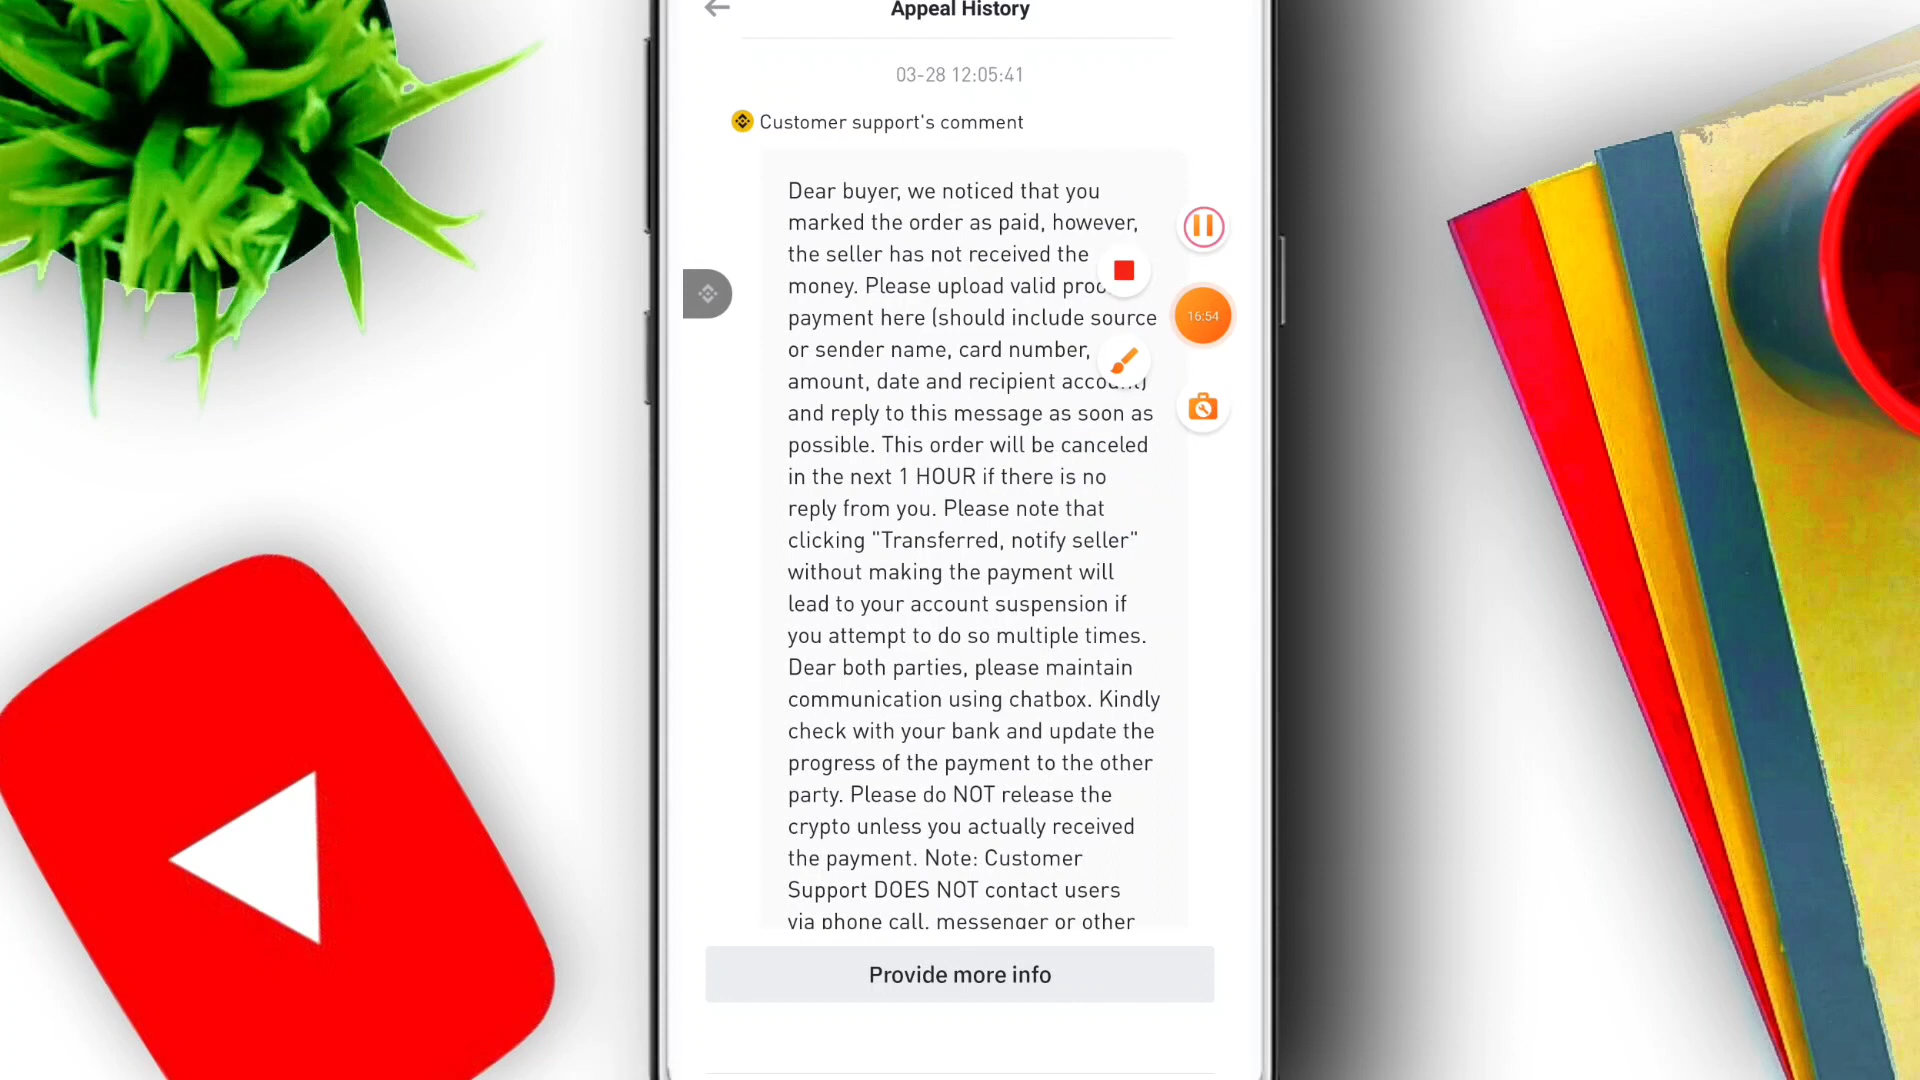 Appeal History
03-28 12:05:41
Customer support's comment
Dear buyer, we noticed that you
marked the order as paid, however,
the seller has not received the
money. Please upload valid
payment here (should include source
or sender name, card number,
amount, date and recipient
and reply to this message as soon as
possible. This order will be canceled
in the next 1 HOUR if there is no
reply from you. Please note that
clicking "Transferred, notify seller"
without making the payment will
lead to your account suspension if
you attempt to do so multiple times.
Dear both parties, please maintain
communication using chatbox. Kindly
check with your bank and update the
progress of the payment to the other
party. Please do NOT release the
crypto unless you actually received
the payment. Note: Customer
Support DOES NOT contact users
via phone call, messenger or other
16:54
Provide more info